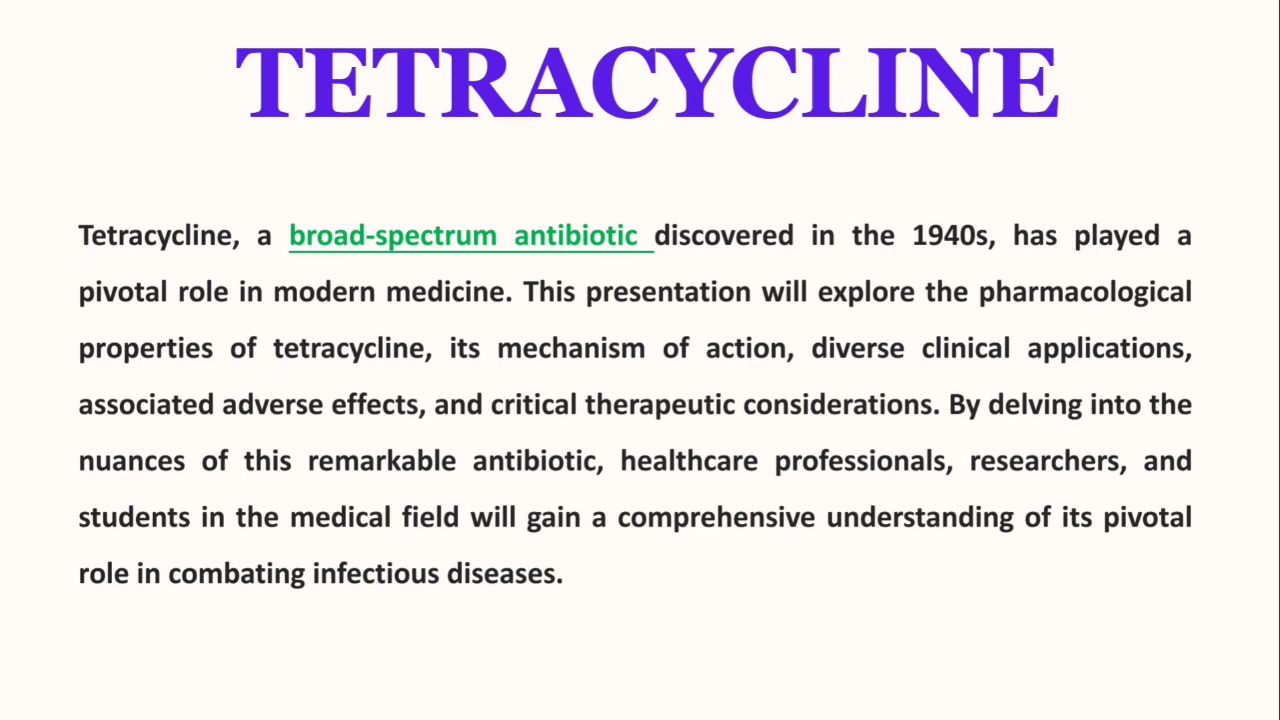 TETRACYCLINE
Tetracycline, a broad-spectrum antibiotic discovered in the 1940s, has played a
pivotal role in modern medicine. This presentation will explore the pharmacological
properties of tetracycline, its mechanism of action, diverse clinical applications,
associated adverse effects, and critical therapeutic considerations. By delving into the
nuances of this remarkable antibiotic, healthcare professionals, researchers, and
students in the medical field will gain a comprehensive understanding of its pivotal
role in combating infectious diseases.